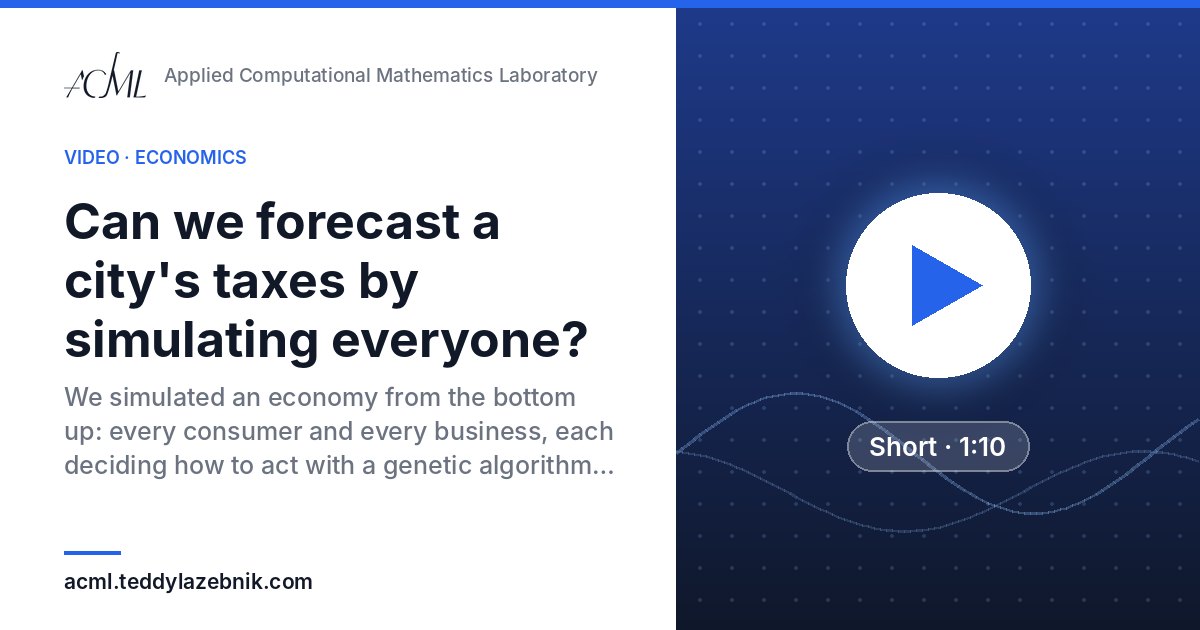 ACML
Applied Computational Mathematics Laboratory
VIDEO · ECONOMICS
Can we forecast a
city's taxes by
simulating everyone?
We simulated an economy from the bottom
up: every consumer and every business, each
deciding how to act with a genetic algorithm...
acml.teddylazebnik.com
Short · 1:10